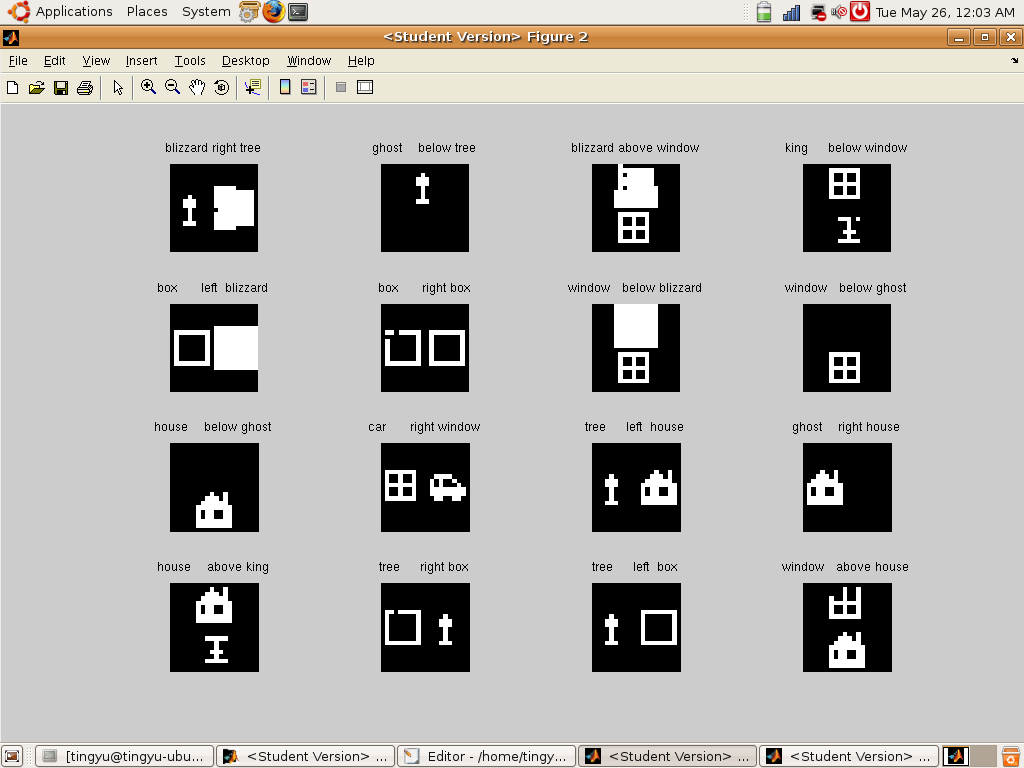 Applications Places System Tue May 26, 12:03 AM
<Student Version> Figure 2
File Edit View Insert Tools Desktop Window Help
blizzard right tree ghost below tree blizzard above window king below window
box left blizzard box right box window below blizzard window below ghost
house below ghost car right window tree left house ghost right house
house above king tree right box tree left box window above house
[tingyu@tingyu-ubu... <Student Version> ... Editor - /home/tingy... <Student Version> ... <Student Version> ...